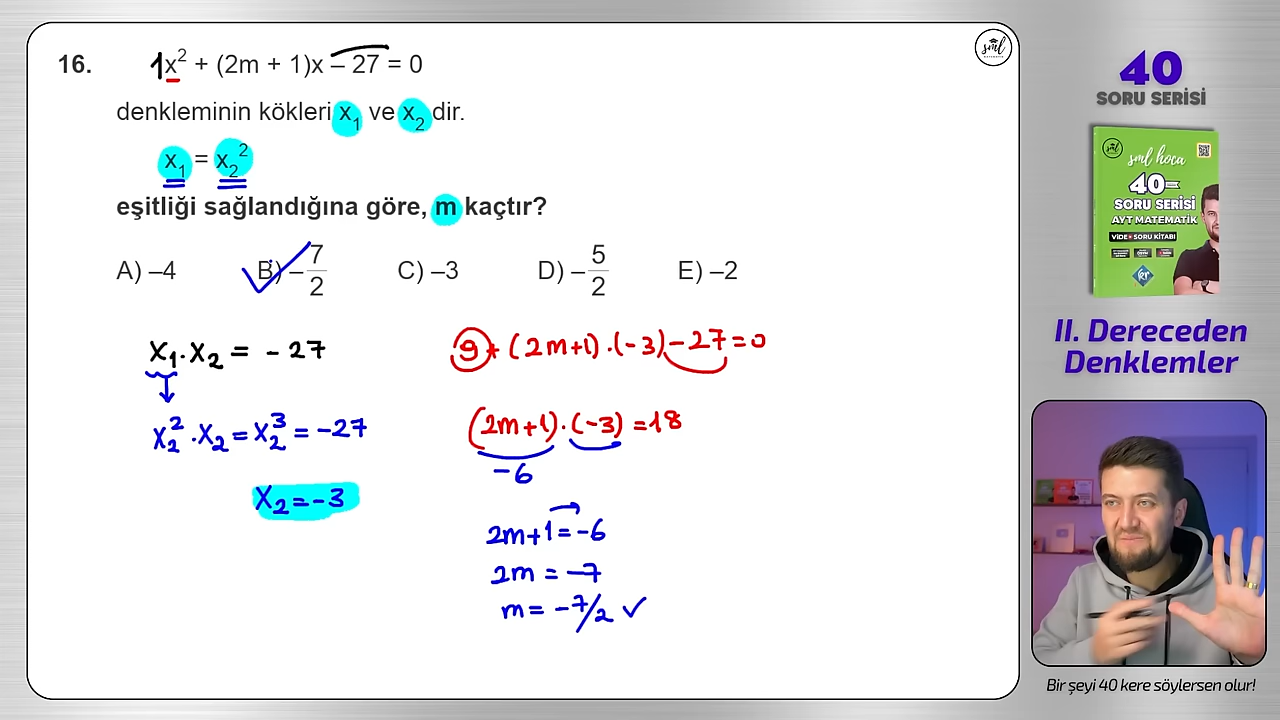 16. 1x² + (2m + 1)x – 27 = 0
denkleminin kökleri x₁ ve x₂ dir.
x₁ = x₂²
eşitliği sağlandığına göre, m kaçtır?
A) –4 B) –7/2 C) –3 D) –5/2 E) –2
x₁.x₂ = -27
x₂².x₂ = x₂³ = -27
x₂ = -3
9 + (2m+1).(-3) -27 = 0
(2m+1).(-3) = 18
-6
2m+1 = -6
2m = -7
m = -7/2 ✓
sml
40
SORU SERİSİ
sml
sml hoca
40
SORU SERİSİ
AYT MATEMATİK
VİDEO SORU KİTABI
II. Dereceden
Denklemler
Bir şeyi 40 kere söylersen olur!